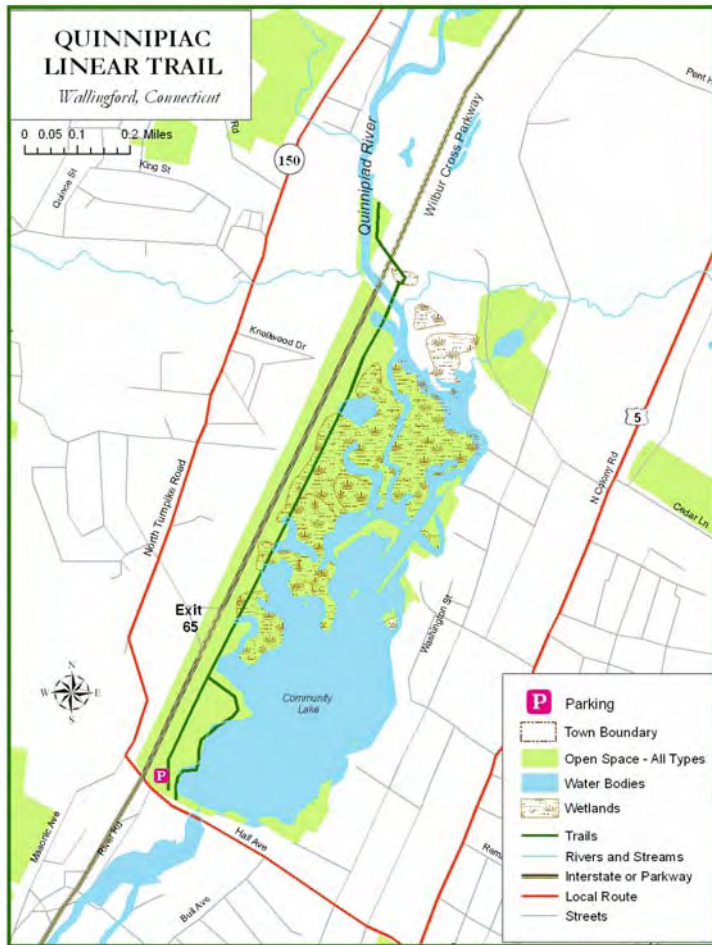 QUINNIPIAC
LINEAR TRAIL
Wallingford, Connecticut
0 0.05 0.1 0.2 Miles
Rd
King St
Quince St
150
Quinnipiad River
Wilbur Cross Parkway
Knollwood Dr
5
North Turnpike Road
N Colony Rd
Cedar Ln
Exit
65
Washington St
N
W E
S
Community
Lake
P
Hall Ave
River Rd
Masonic Ave
Bull Ave
P Parking
Town Boundary
Open Space - All Types
Water Bodies
Wetlands
Trails
Rivers and Streams
Interstate or Parkway
Local Route
Streets